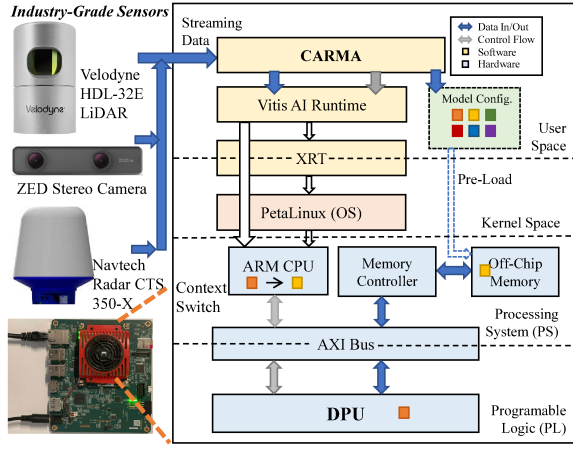 Industry-Grade Sensors
Velodyne
Velodyne
HDL-32E
LiDAR
ZED Stereo Camera
Navtech
Radar CTS
350-X
Streaming
Data
CARMA
Data In/Out
Control Flow
Software
Hardware
Vitis AI Runtime
Model Config.
User
Space
XRT
Pre-Load
PetaLinux (OS)
Kernel Space
ARM CPU
Memory
Controller
Off-Chip
Memory
Context
Switch
Processing
System (PS)
AXI Bus
DPU
Programable
Logic (PL)